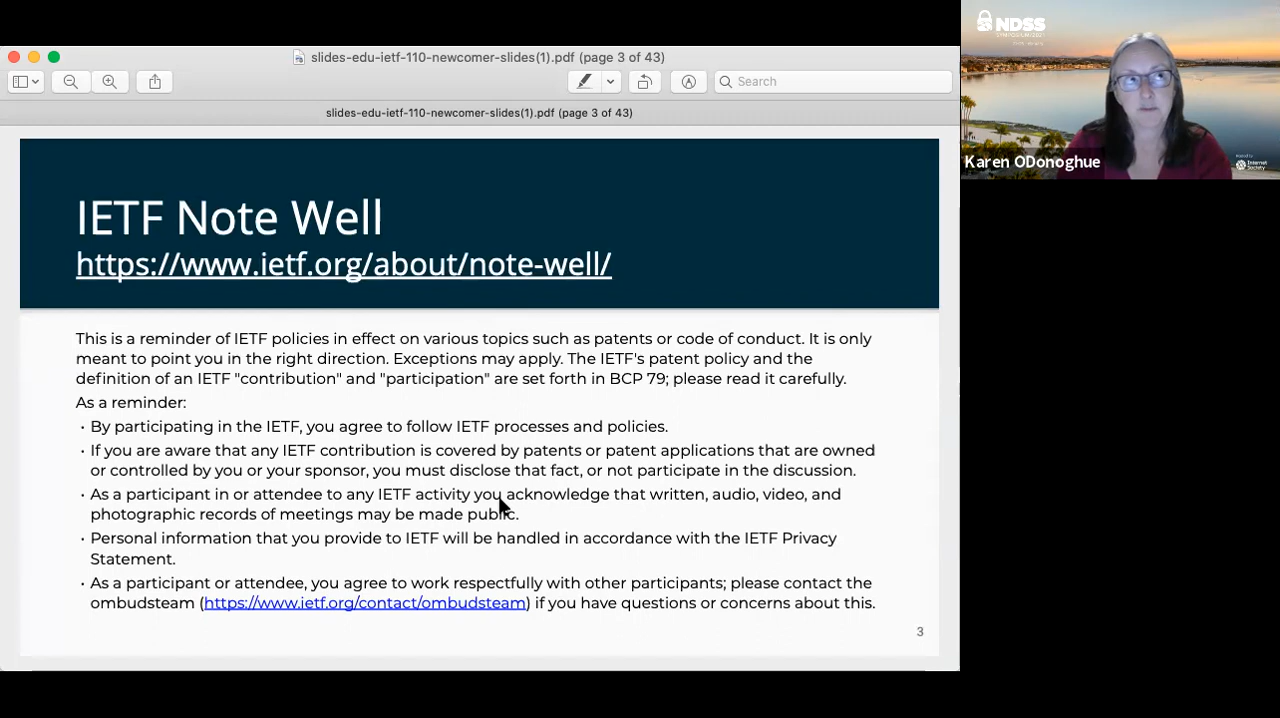 slides-edu-ietf-110-newcomer-slides(1).pdf (page 3 of 43)
Search
slides-edu-ietf-110-newcomer-slides(1).pdf (page 3 of 43)
IETF Note Well
https://www.ietf.org/about/note-well/
This is a reminder of IETF policies in effect on various topics such as patents or code of conduct. It is only
meant to point you in the right direction. Exceptions may apply. The IETF's patent policy and the
definition of an IETF "contribution" and "participation" are set forth in BCP 79; please read it carefully.
As a reminder:
• By participating in the IETF, you agree to follow IETF processes and policies.
• If you are aware that any IETF contribution is covered by patents or patent applications that are owned
or controlled by you or your sponsor, you must disclose that fact, or not participate in the discussion.
• As a participant in or attendee to any IETF activity you acknowledge that written, audio, video, and
photographic records of meetings may be made public.
• Personal information that you provide to IETF will be handled in accordance with the IETF Privacy
Statement.
• As a participant or attendee, you agree to work respectfully with other participants; please contact the
ombudsteam (https://www.ietf.org/contact/ombudsteam) if you have questions or concerns about this.
3
NDSS
Karen ODonoghue
Internet
Society